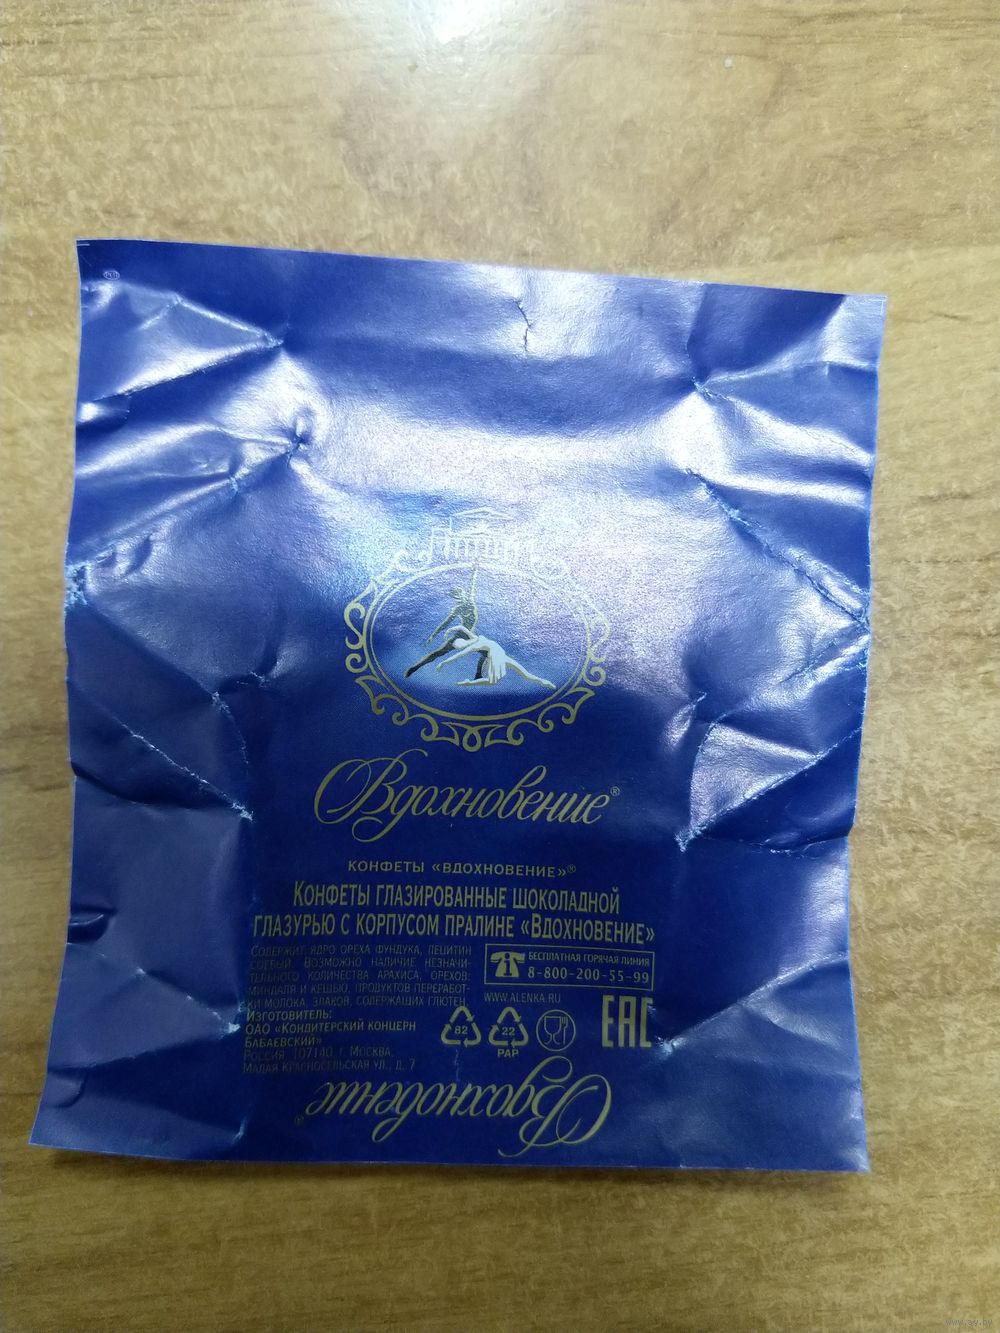 Вдохновение®
КОНФЕТЫ «ВДОХНОВЕНИЕ»®
КОНФЕТЫ ГЛАЗИРОВАННЫЕ ШОКОЛАДНОЙ
ГЛАЗУРЬЮ С КОРПУСОМ ПРАЛИНЕ «ВДОХНОВЕНИЕ»
СОДЕРЖИТ ЯДРО ОРЕХА ФУНДУКА, ЛЕЦИТИН
СОЕВЫЙ. ВОЗМОЖНО НАЛИЧИЕ НЕЗНАЧИ-
ТЕЛЬНОГО КОЛИЧЕСТВА АРАХИСА, ОРЕХОВ:
МИНДАЛЯ И КЕШЬЮ, ПРОДУКТОВ ПЕРЕРАБОТ-
КИ МОЛОКА, ЗЛАКОВ, СОДЕРЖАЩИХ ГЛЮТЕН.
ИЗГОТОВИТЕЛЬ:
ОАО «КОНДИТЕРСКИЙ КОНЦЕРН
БАБАЕВСКИЙ»
РОССИЯ, 107140, Г. МОСКВА,
МАЛАЯ КРАСНОСЕЛЬСКАЯ УЛ., Д. 7
БЕСПЛАТНАЯ ГОРЯЧАЯ ЛИНИЯ
8-800-200-55-99
WWW.ALENKA.RU
82
22
PAP
EAC
Вдохновение®
www.ay.by